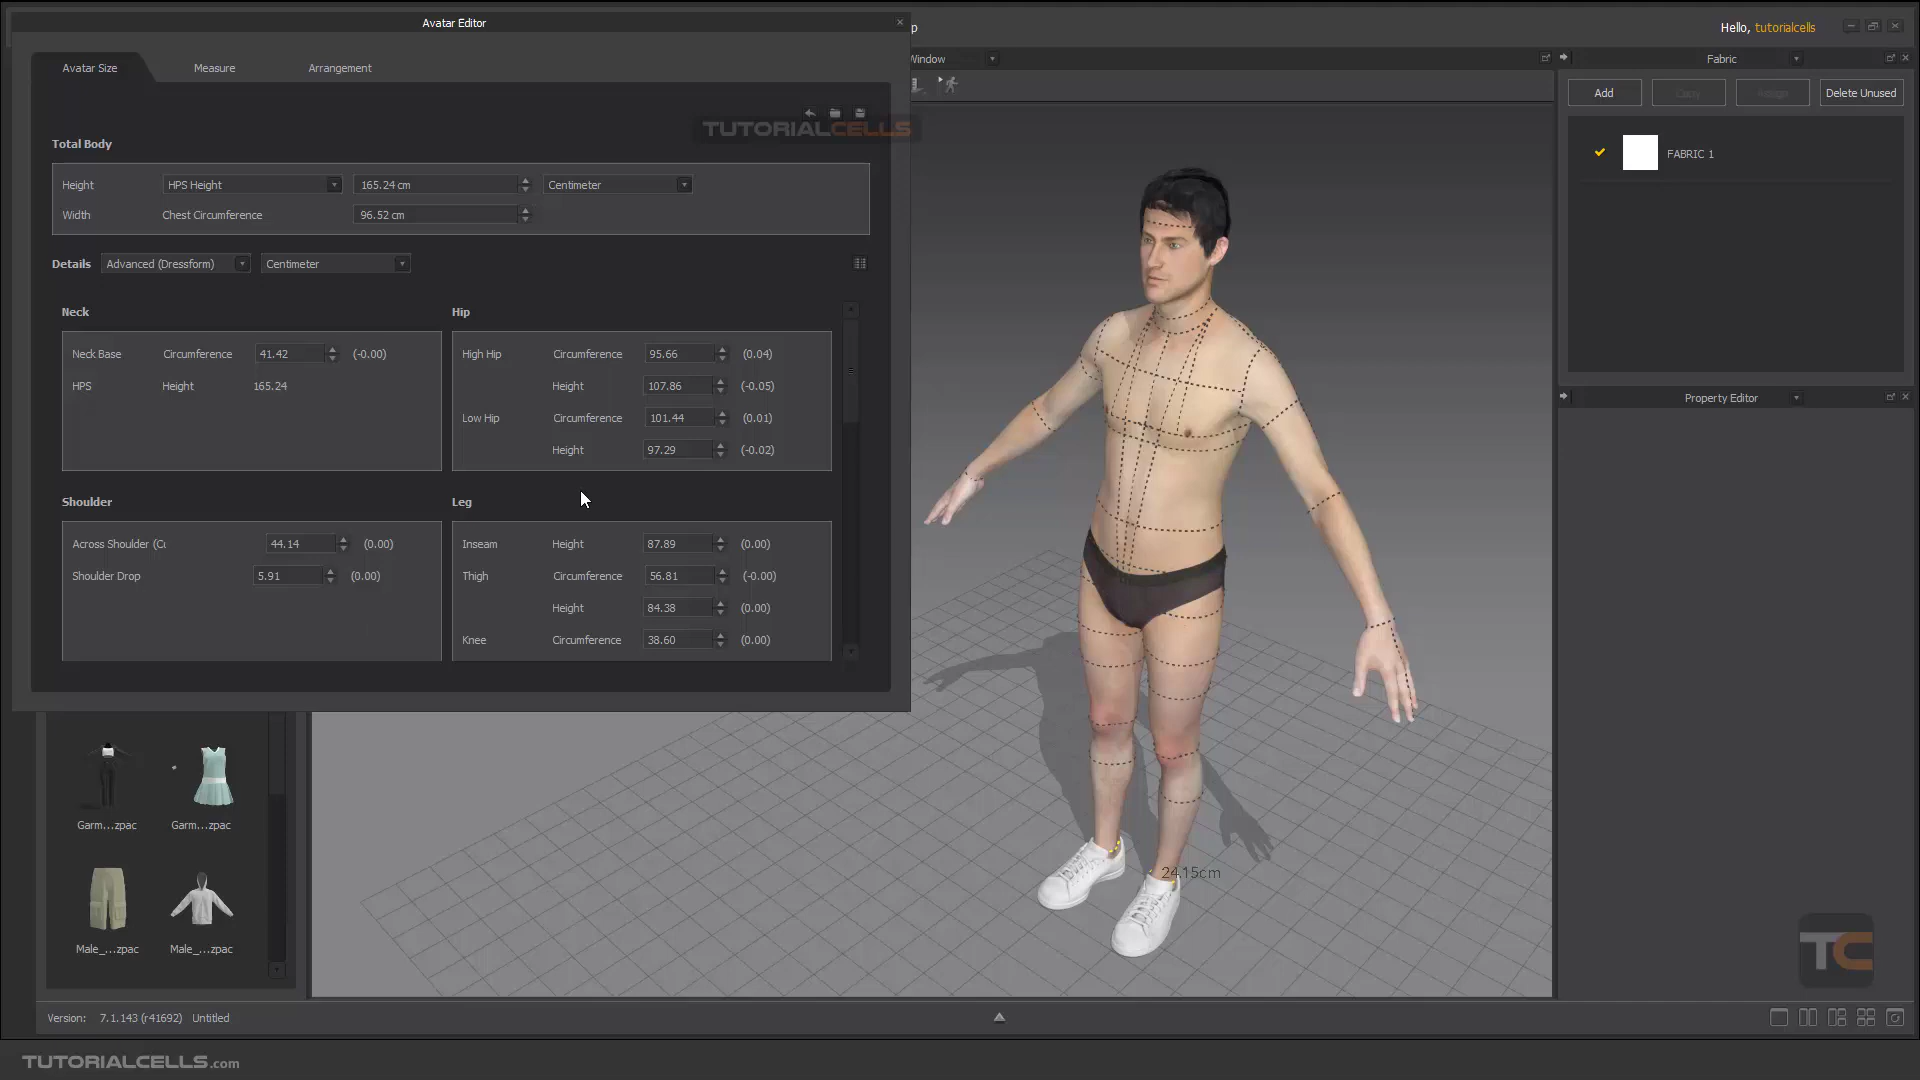 Avatar Editor
p
Hello, tutorialcells
Avatar Size
Measure
Arrangement
Window
Fabric
Add
Copy
Assign
Delete Unused
TUTORIALCELLS
Total Body
FABRIC 1
Height HPS Height 165.24 cm Centimeter
Width Chest Circumference 96.52 cm
Details Advanced (Dressform) Centimeter
Neck
Neck Base Circumference 41.42 (-0.00)
HPS Height 165.24
Hip
High Hip Circumference 95.66 (0.04)
Height 107.86 (-0.05)
Low Hip Circumference 101.44 (0.01)
Height 97.29 (-0.02)
Property Editor
Shoulder
Across Shoulder (Cu 44.14 (0.00)
Shoulder Drop 5.91 (0.00)
Leg
Inseam Height 87.89 (0.00)
Thigh Circumference 56.81 (-0.00)
Height 84.38 (0.00)
Knee Circumference 38.60 (0.00)
Garm...zpac
Garm...zpac
24.15cm
Male_...zpac
Male_...zpac
TC
Version: 7.1.143 (r41692) Untitled
TUTORIALCELLS.com